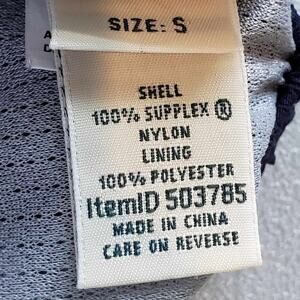 SIZE: S
SHELL
100% SUPPLEX ®
NYLON
LINING
100% POLYESTER
ItemID 503785
MADE IN CHINA
CARE ON REVERSE